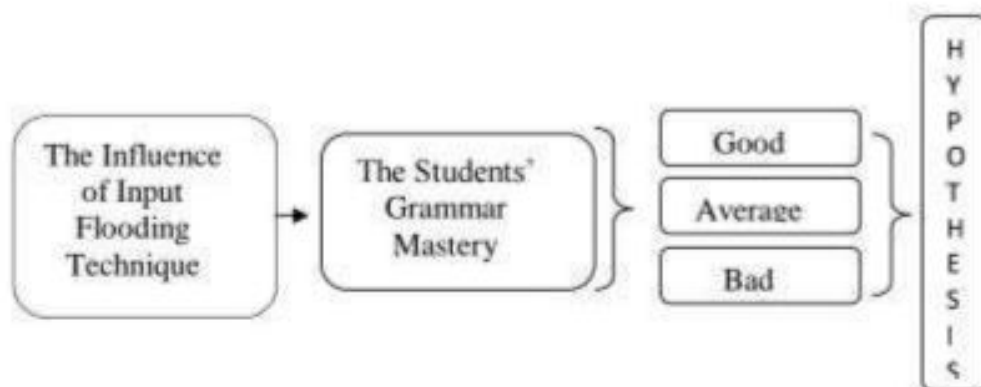 The Influence
of Input
Flooding
Technique
The Students'
Grammar
Mastery
Good
Average
Bad
H
Y
P
O
T
H
E
S
I
S